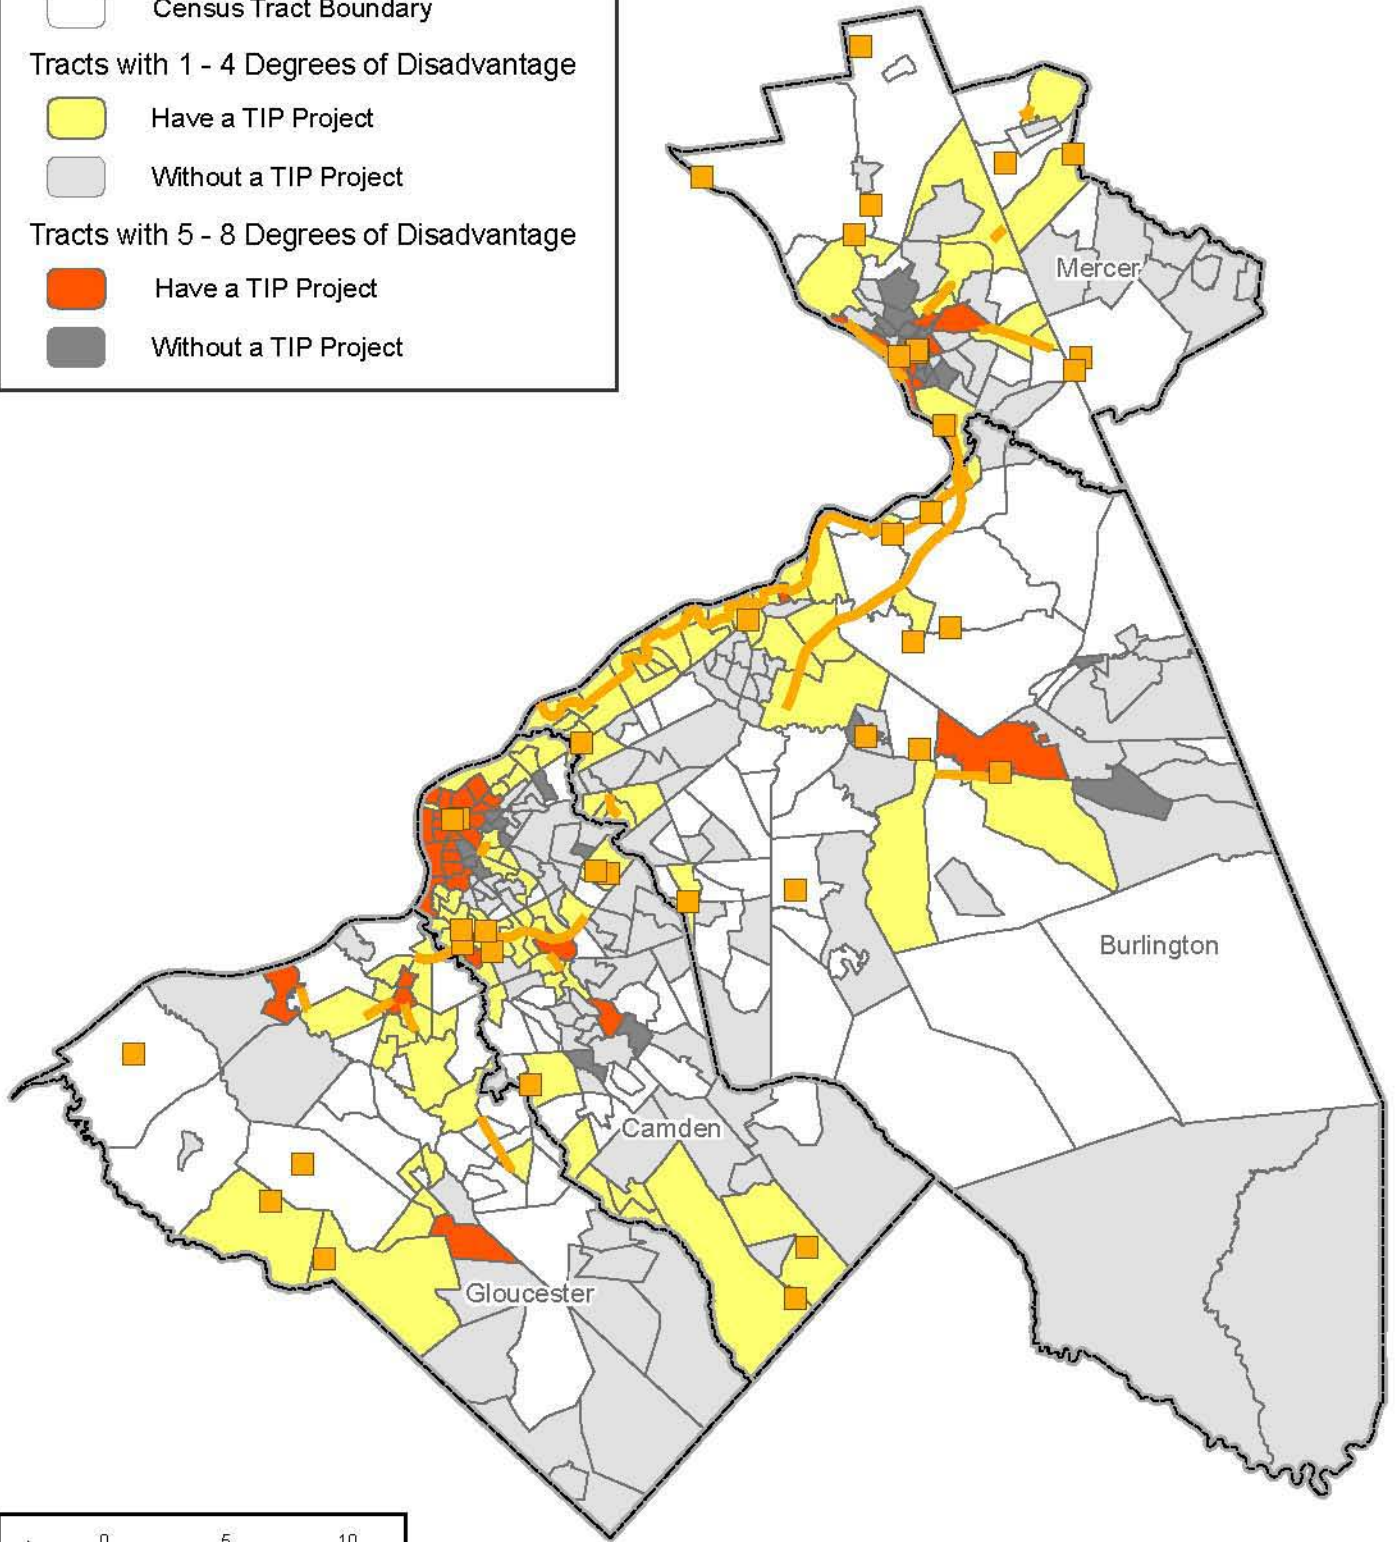 Census Tract Boundary
Tracts with 1 - 4 Degrees of Disadvantage
Have a TIP Project
Without a TIP Project
Tracts with 5 - 8 Degrees of Disadvantage
Have a TIP Project
Without a TIP Project
Mercer
Burlington
Camden
Gloucester
0 5 10